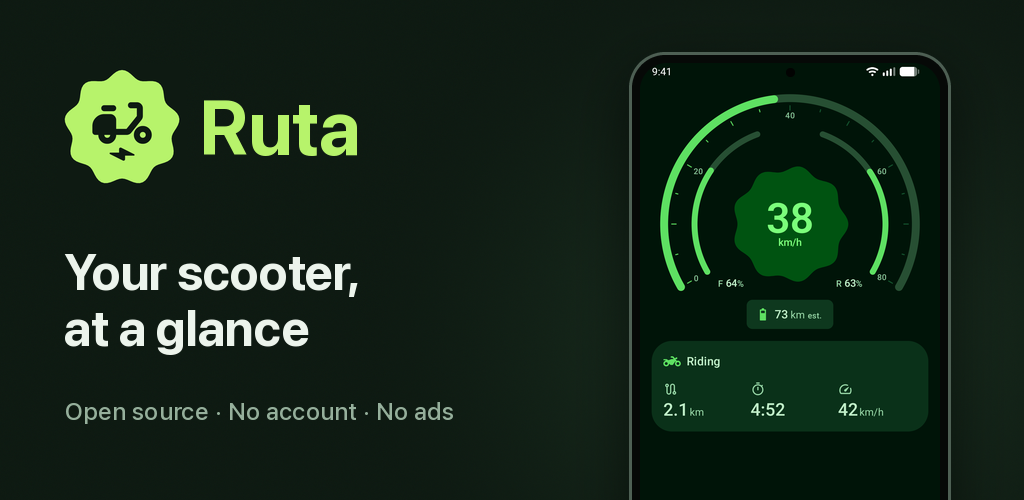 Ruta
Your scooter,
at a glance
Open source · No account · No ads
9:41
40
20
60
38
km/h
0
80
F 64%
R 63%
73 km est.
Riding
2.1 km
4:52
42 km/h